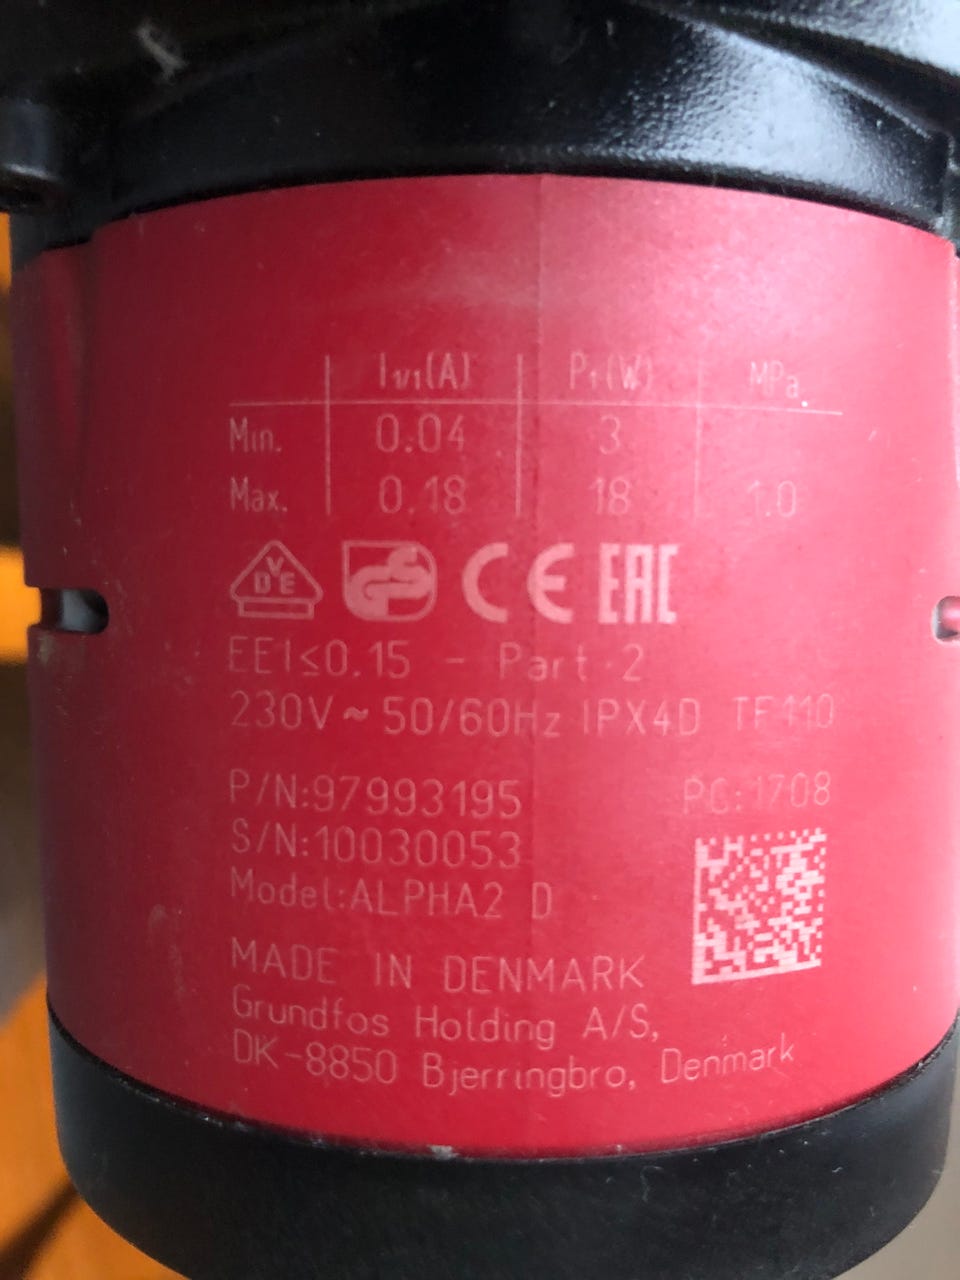 I1/1(A) P1(W) MPa
Min. 0.04 3
Max. 0.18 18 1.0
VDE GS CE EAC
EEI≤0.15 - Part 2
230V ~ 50/60Hz IPX4D TF110
P/N:97993195 PC:1708
S/N:10030053
Model:ALPHA2 D
MADE IN DENMARK
Grundfos Holding A/S,
DK-8850 Bjerringbro, Denmark